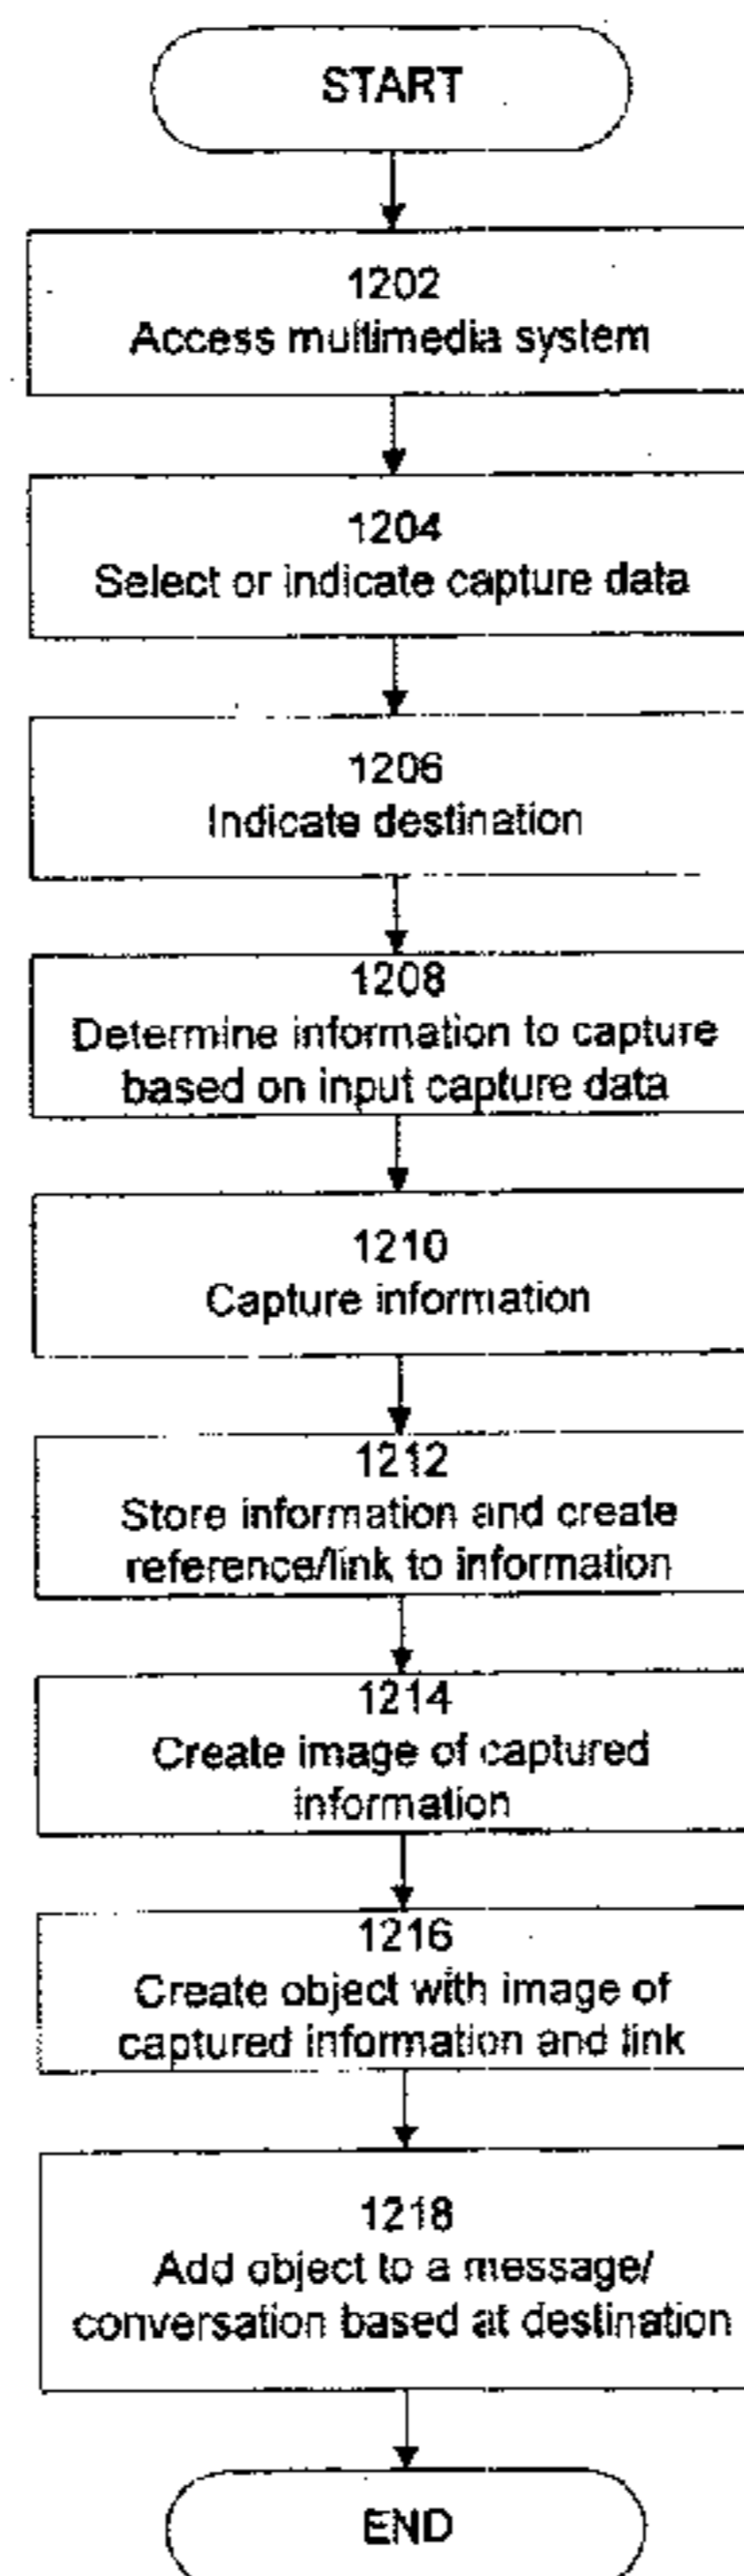 START
1202
Access multimedia system
1204
Select or indicate capture data
1206
Indicate destination
1208
Determine information to capture
based on input capture data
1210
Capture information
1212
Store information and create
reference/link to information
1214
Create image of captured
information
1216
Create object with image of
captured information and link
1218
Add object to a message/
conversation based at destination
END